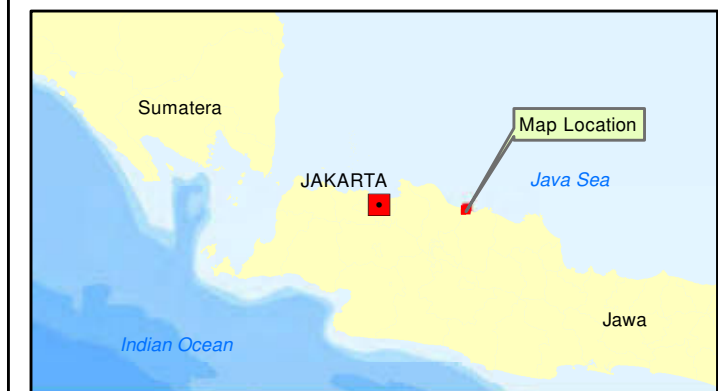 Sumatera
Map Location
JAKARTA
Java Sea
Jawa
Indian Ocean